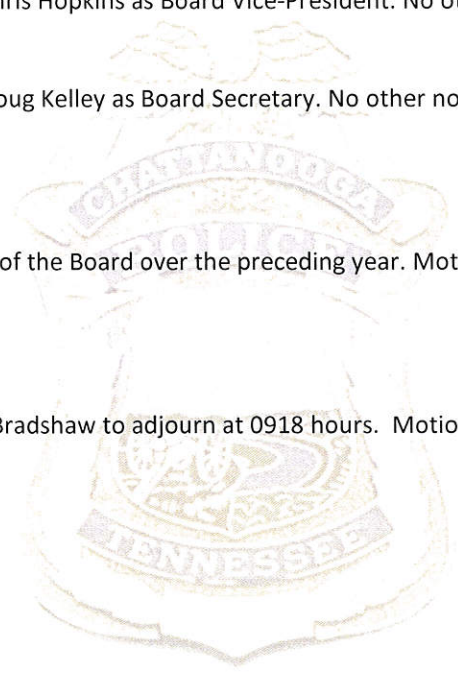 Hopkins as Board Vice-President. No
Kelley as Board Secretary. No other
CHATTANOOGA
POLICE
of the Board over the preceding year.
Bradshaw to adjourn at 0918 hours.
TENNESSEE